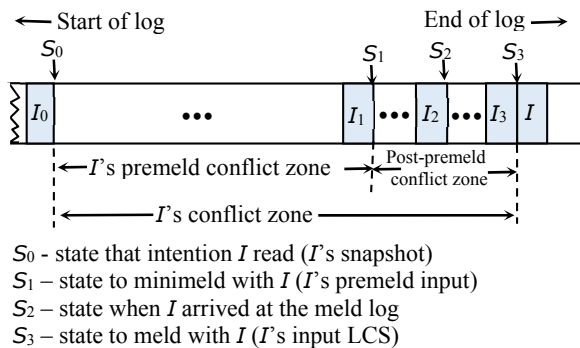 Start of log End of log
S0 S1 S2 S3
I0 ••• I1 ••• I2 ••• I3 I
I's premeld conflict zone Post-premeld conflict zone
I's conflict zone
S0 - state that intention I read (I's snapshot)
S1 – state to minimeld with I (I's premeld input)
S2 – state when I arrived at the meld log
S3 – state to meld with I (I's input LCS)